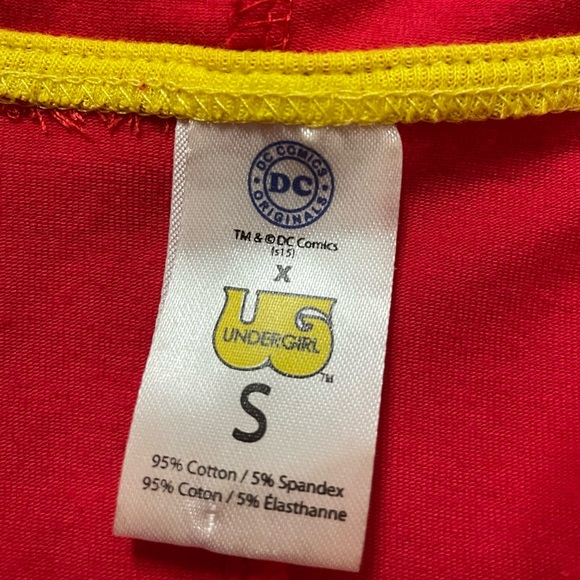 DC COMICS
DC
ORIGINALS
TM & © DC Comics
(s15)
X
UG
UNDERGIRL
TM
S
95% Cotton / 5% Spandex
95% Coton / 5% Élasthanne